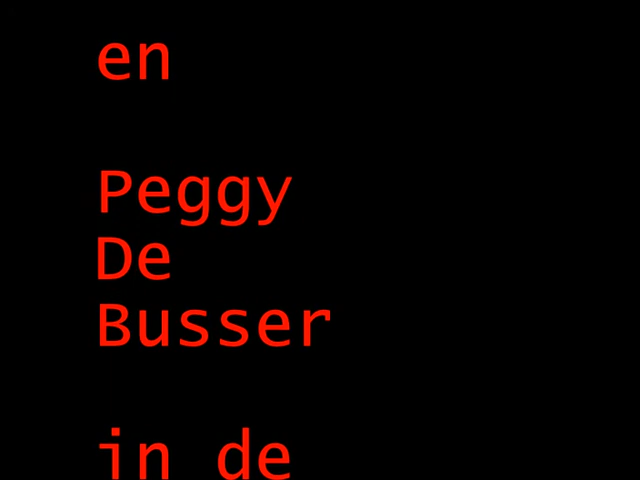 en
Peggy
De
Busser
in de